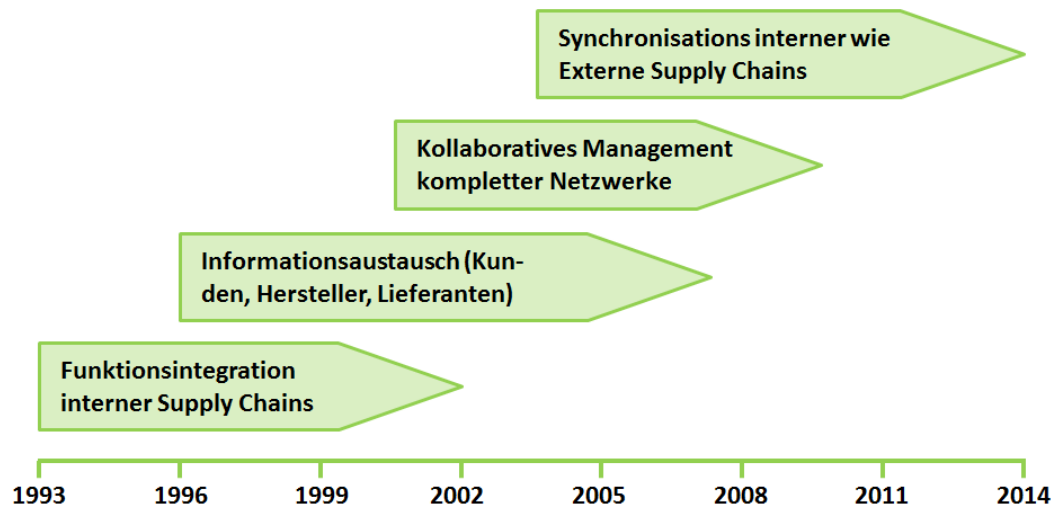 Synchronisations interner wie
Externe Supply Chains
Kollaboratives Management
kompletter Netzwerke
Informationsaustausch (Kun-
den, Hersteller, Lieferanten)
Funktionsintegration
interner Supply Chains
1993 1996 1999 2002 2005 2008 2011 2014